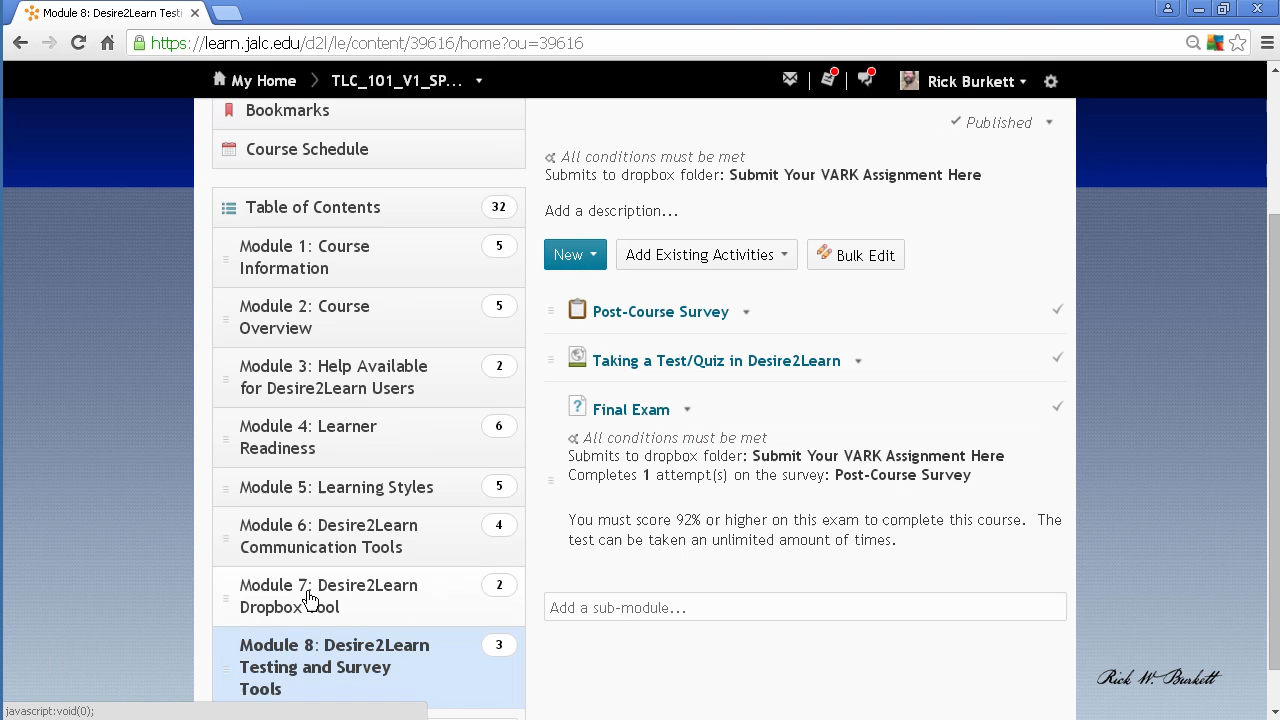 Module 8: Desire2Learn Testi
https://learn.jalc.edu/d2l/le/content/39616/home?ou=39616
My Home
TLC_101_V1_SP...
Rick Burkett
Bookmarks
Course Schedule
Table of Contents
32
Module 1: Course
Information
5
Module 2: Course
Overview
5
Module 3: Help Available
for Desire2Learn Users
2
Module 4: Learner
Readiness
6
Module 5: Learning Styles
5
Module 6: Desire2Learn
Communication Tools
4
Module 7: Desire2Learn
Dropbox Tool
2
Module 8: Desire2Learn
Testing and Survey
Tools
3
Published
All conditions must be met
Submits to dropbox folder: Submit Your VARK Assignment Here
Add a description...
New
Add Existing Activities
Bulk Edit
Post-Course Survey
Taking a Test/Quiz in Desire2Learn
Final Exam
All conditions must be met
Submits to dropbox folder: Submit Your VARK Assignment Here
Completes 1 attempt(s) on the survey: Post-Course Survey
You must score 92% or higher on this exam to complete this course. The
test can be taken an unlimited amount of times.
Add a sub-module...
Rick W. Burkett
javascript:void(0);